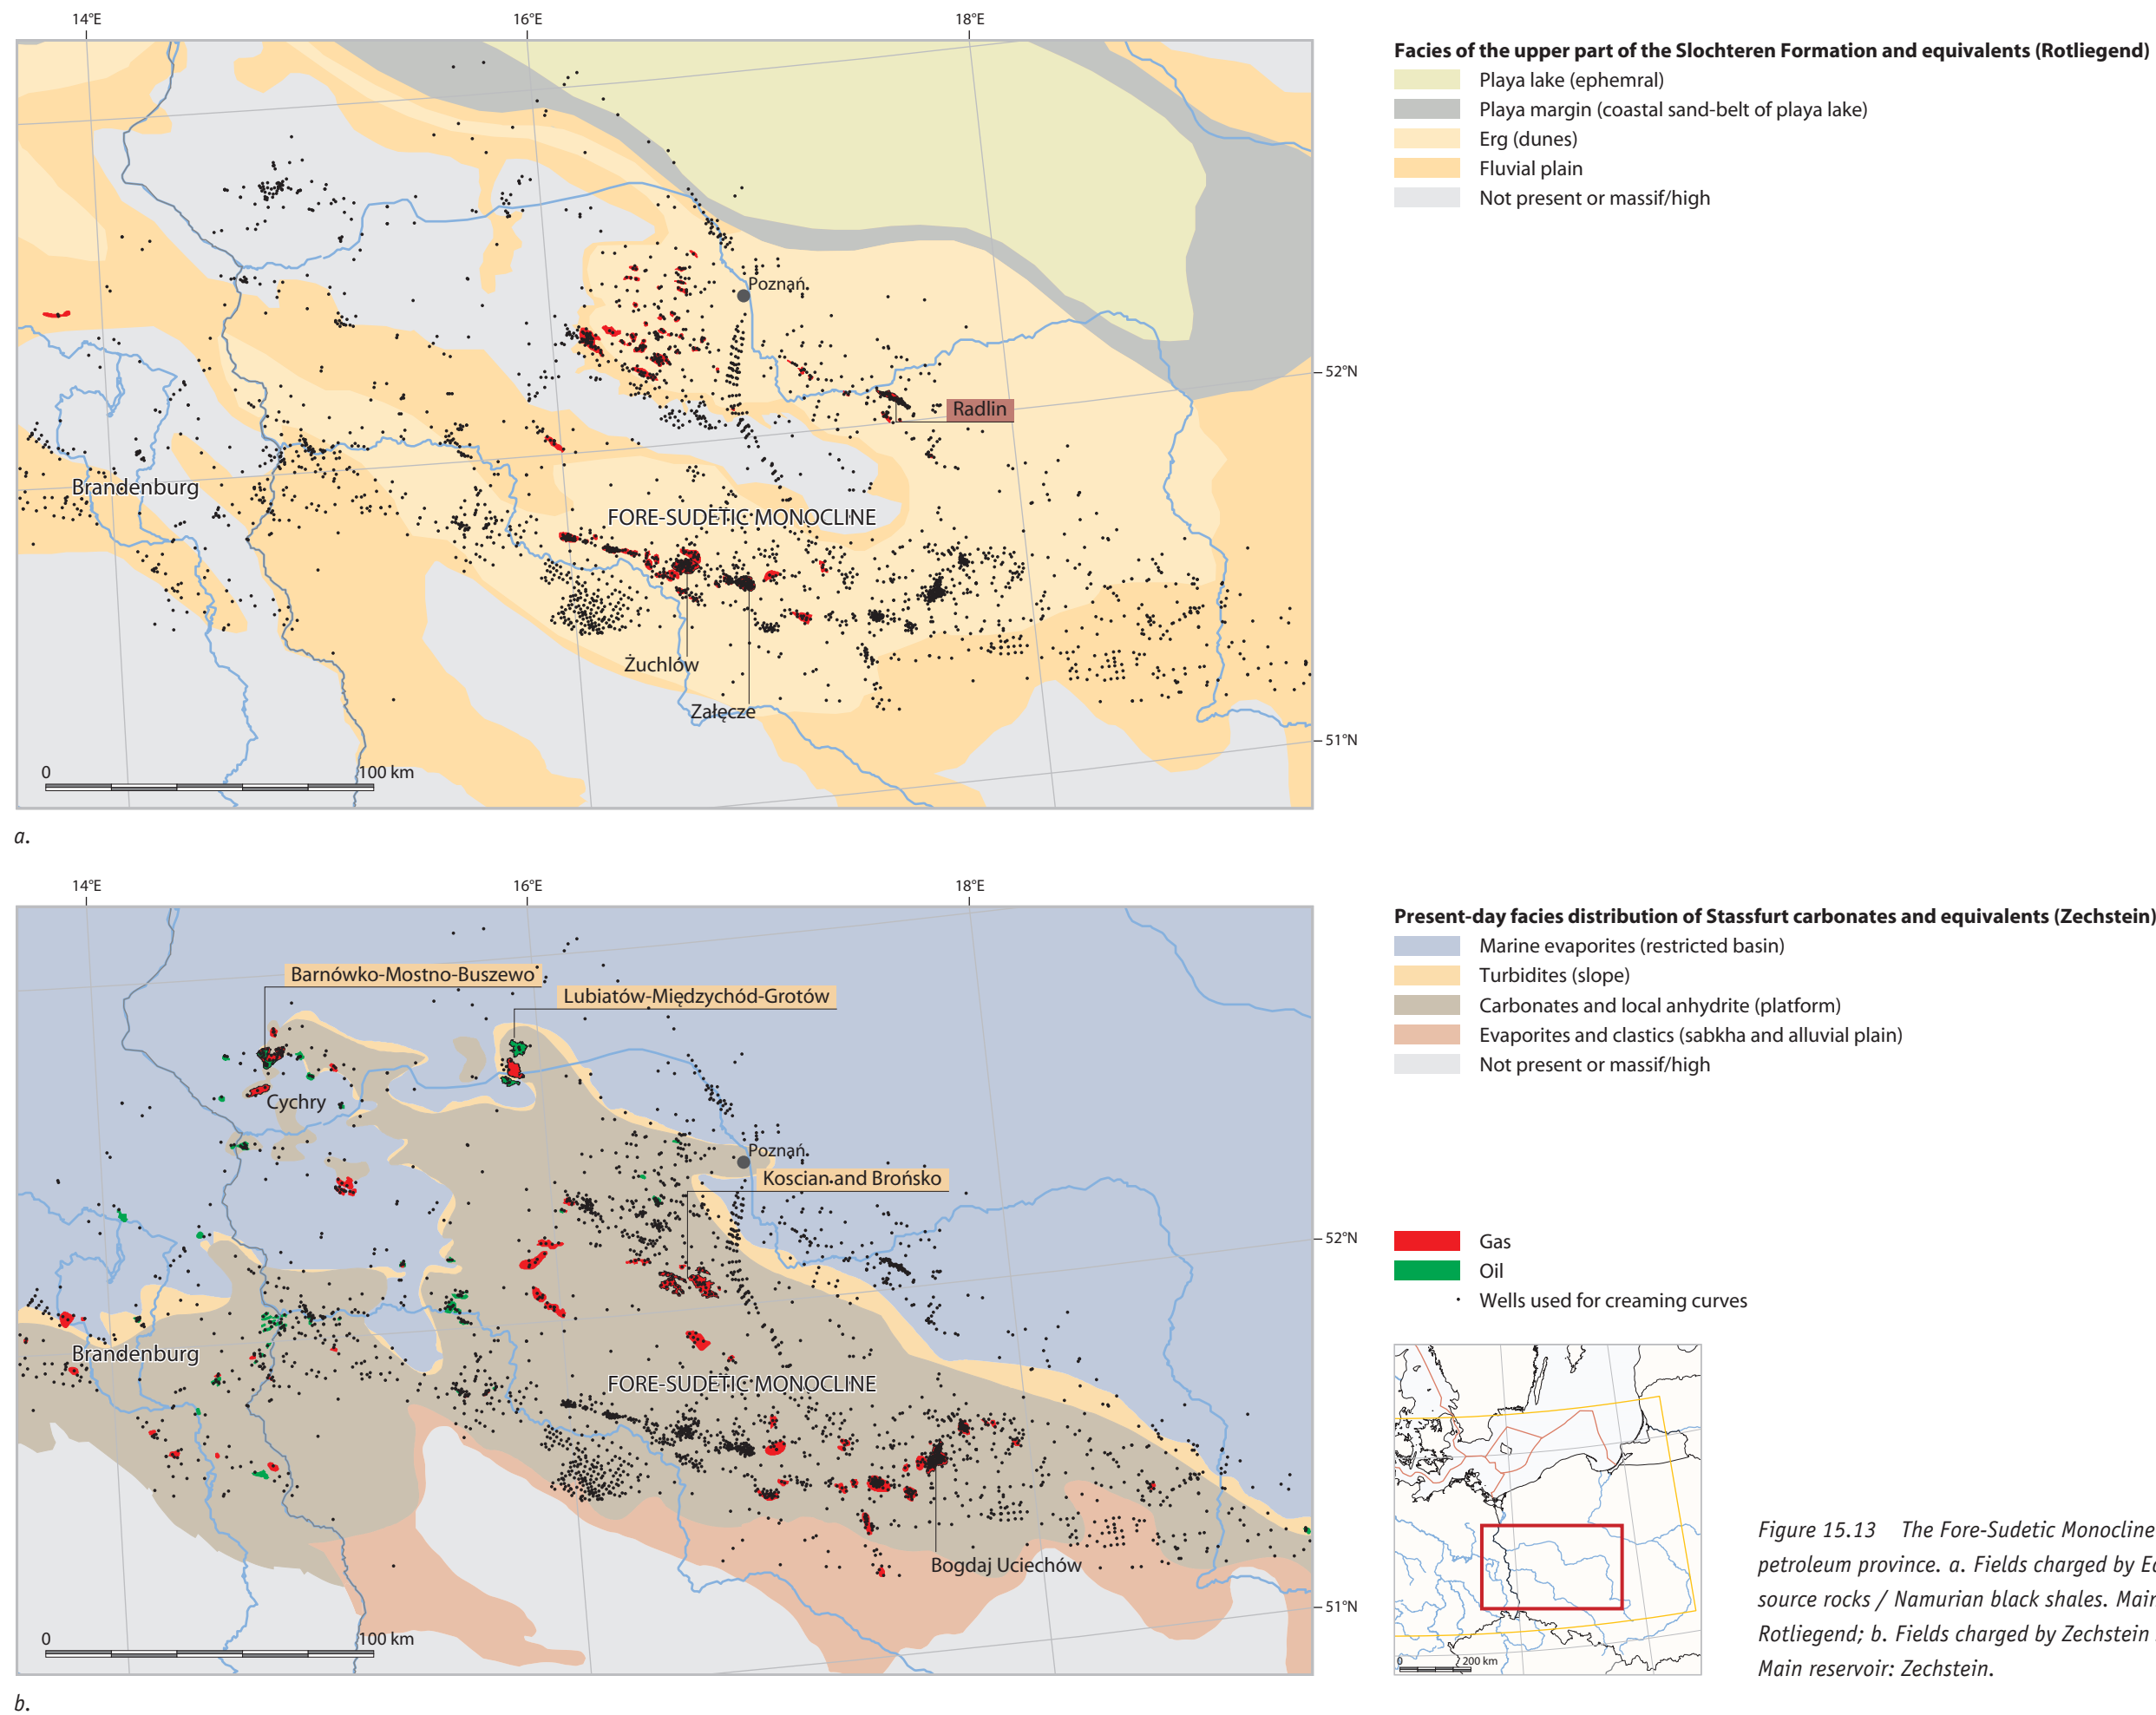 14°E
16°E
18°E
Poznań
Radlin
52°N
Brandenburg
FORE-SUDETIC MONOCLINE
Żuchlów
Załęcze
51°N
0
100 km
a.
Facies of the upper part of the Slochteren Formation and equivalents (Rotliegend)
Playa lake (ephemral)
Playa margin (coastal sand-belt of playa lake)
Erg (dunes)
Fluvial plain
Not present or massif/high
14°E
16°E
18°E
Barnówko-Mostno-Buszewo
Lubiatów-Międzychód-Grotów
Cychry
Poznań
Koscian and Brońsko
52°N
Brandenburg
FORE-SUDETIC MONOCLINE
Bogdaj Uciechów
51°N
0
100 km
b.
Present-day facies distribution of Stassfurt carbonates and equivalents (Zechstein)
Marine evaporites (restricted basin)
Turbidites (slope)
Carbonates and local anhydrite (platform)
Evaporites and clastics (sabkha and alluvial plain)
Not present or massif/high
Gas
Oil
Wells used for creaming curves
0
200 km
Figure 15.13 The Fore-Sudetic Monocline
petroleum province. a. Fields charged by
source rocks / Namurian black shales. Main
Rotliegend; b. Fields charged by Zechstein
Main reservoir: Zechstein.